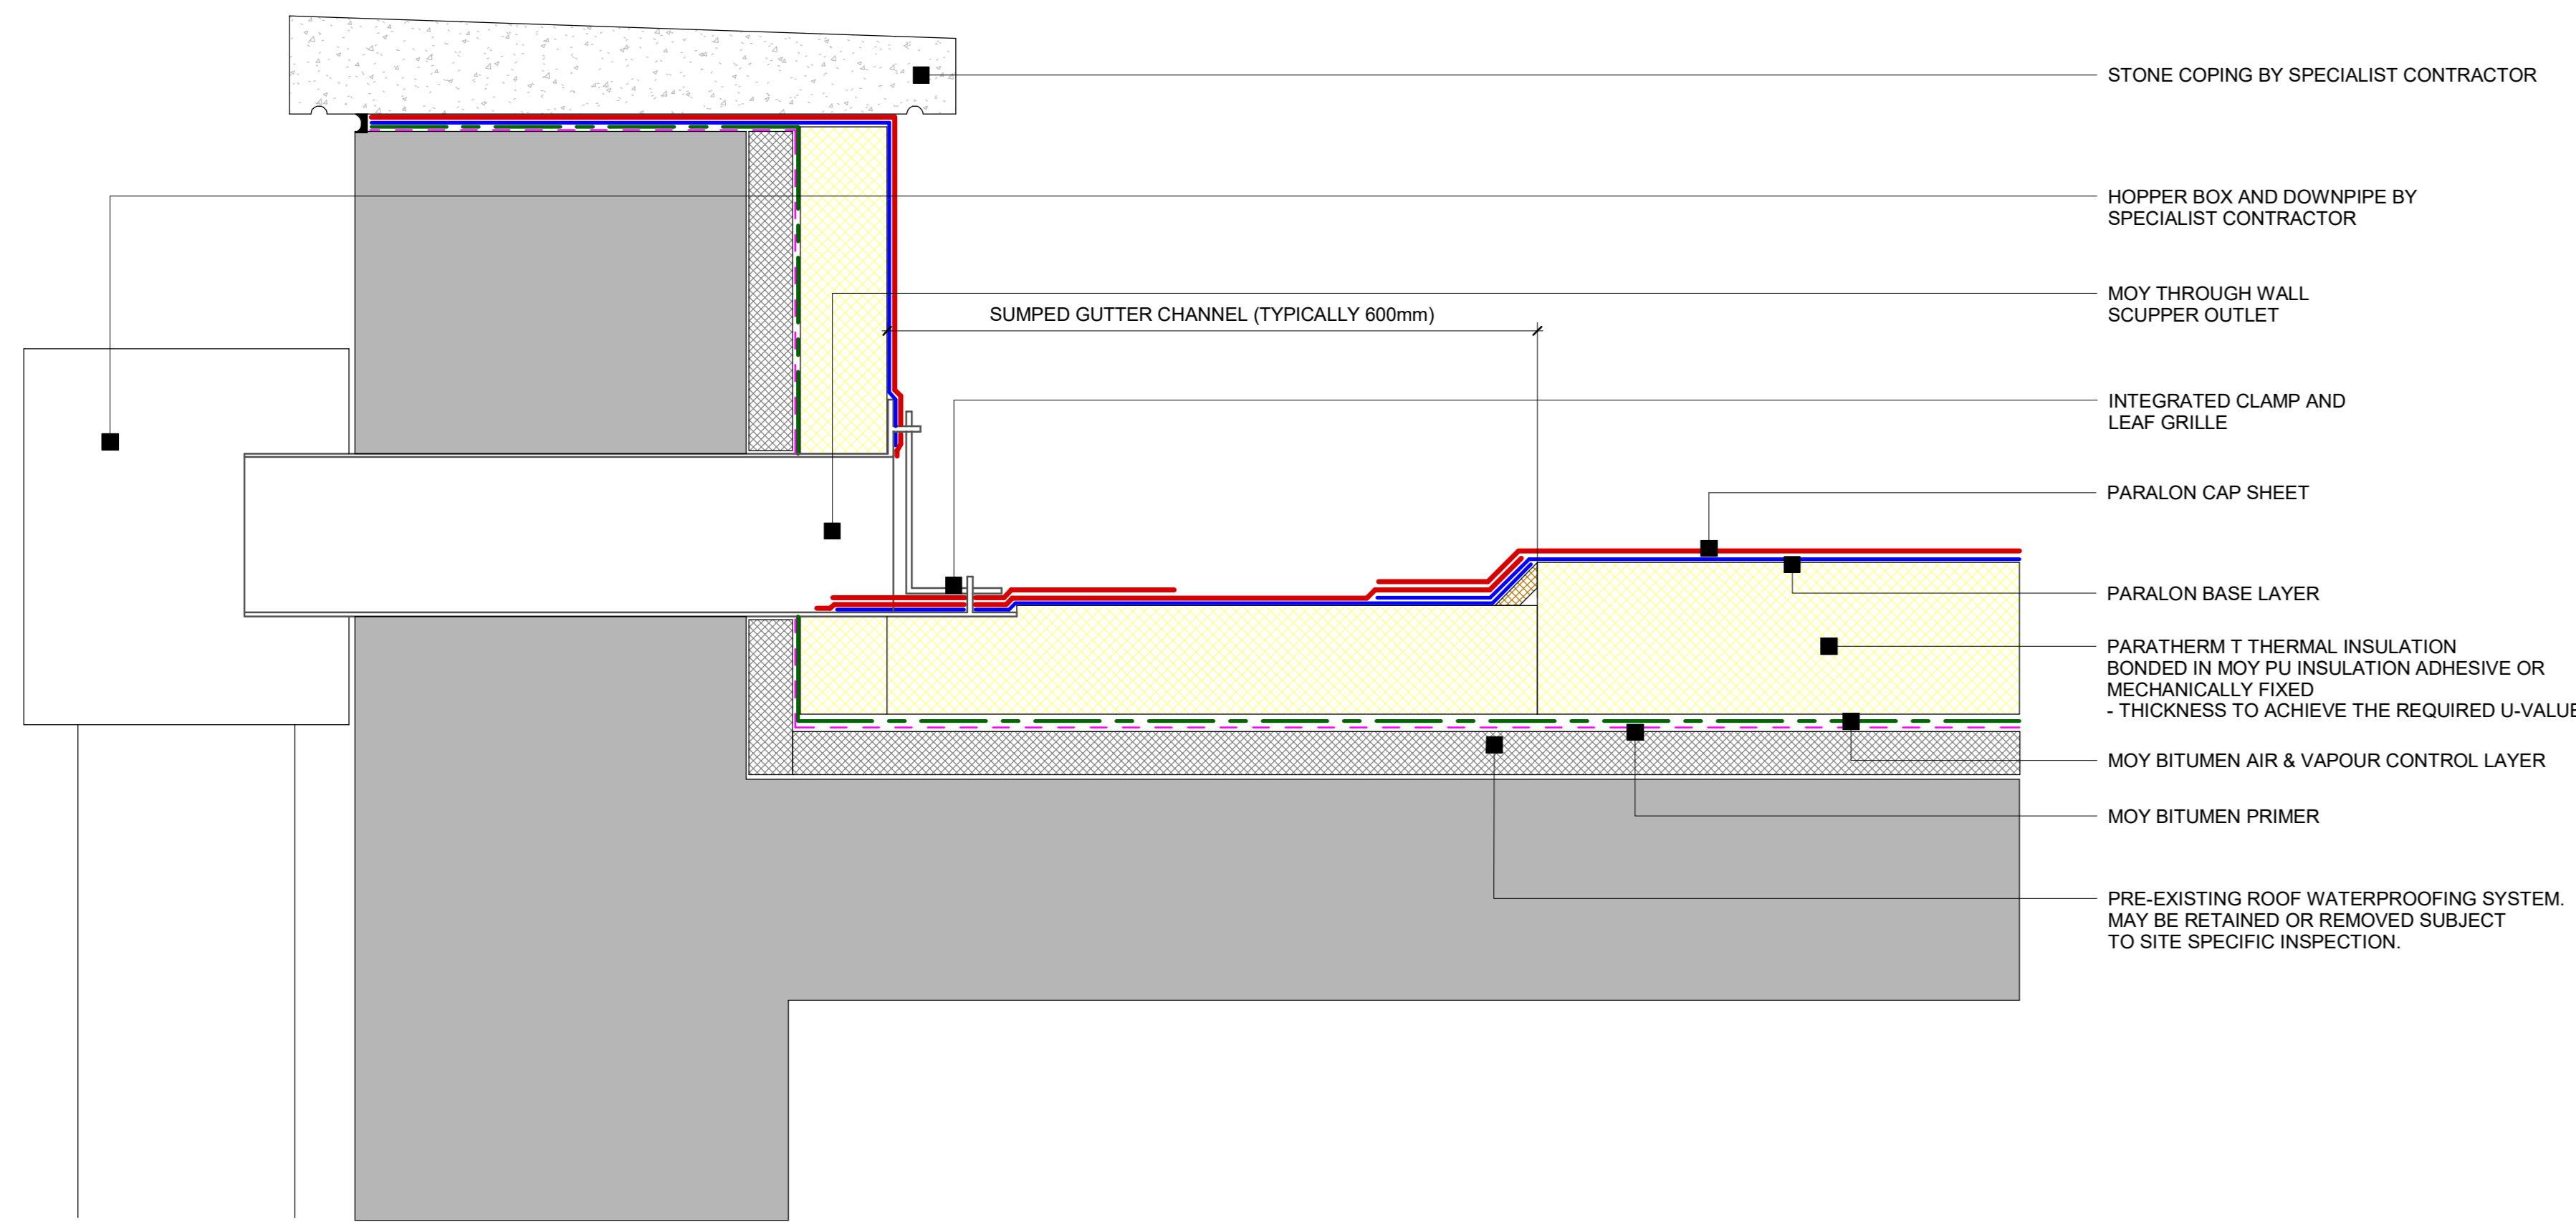 STONE COPING BY SPECIALIST CONTRACTOR
HOPPER BOX AND DOWNPIPE BY
SPECIALIST CONTRACTOR
MOY THROUGH WALL
SCUPPER OUTLET
SUMPED GUTTER CHANNEL (TYPICALLY 600mm)
INTEGRATED CLAMP AND
LEAF GRILLE
PARALON CAP SHEET
PARALON BASE LAYER
PARATHERM T THERMAL INSULATION
BONDED IN MOY PU INSULATION ADHESIVE OR
MECHANICALLY FIXED
- THICKNESS TO ACHIEVE THE REQUIRED U-VALUE
MOY BITUMEN AIR & VAPOUR CONTROL LAYER
MOY BITUMEN PRIMER
PRE-EXISTING ROOF WATERPROOFING SYSTEM.
MAY BE RETAINED OR REMOVED SUBJECT
TO SITE SPECIFIC INSPECTION.